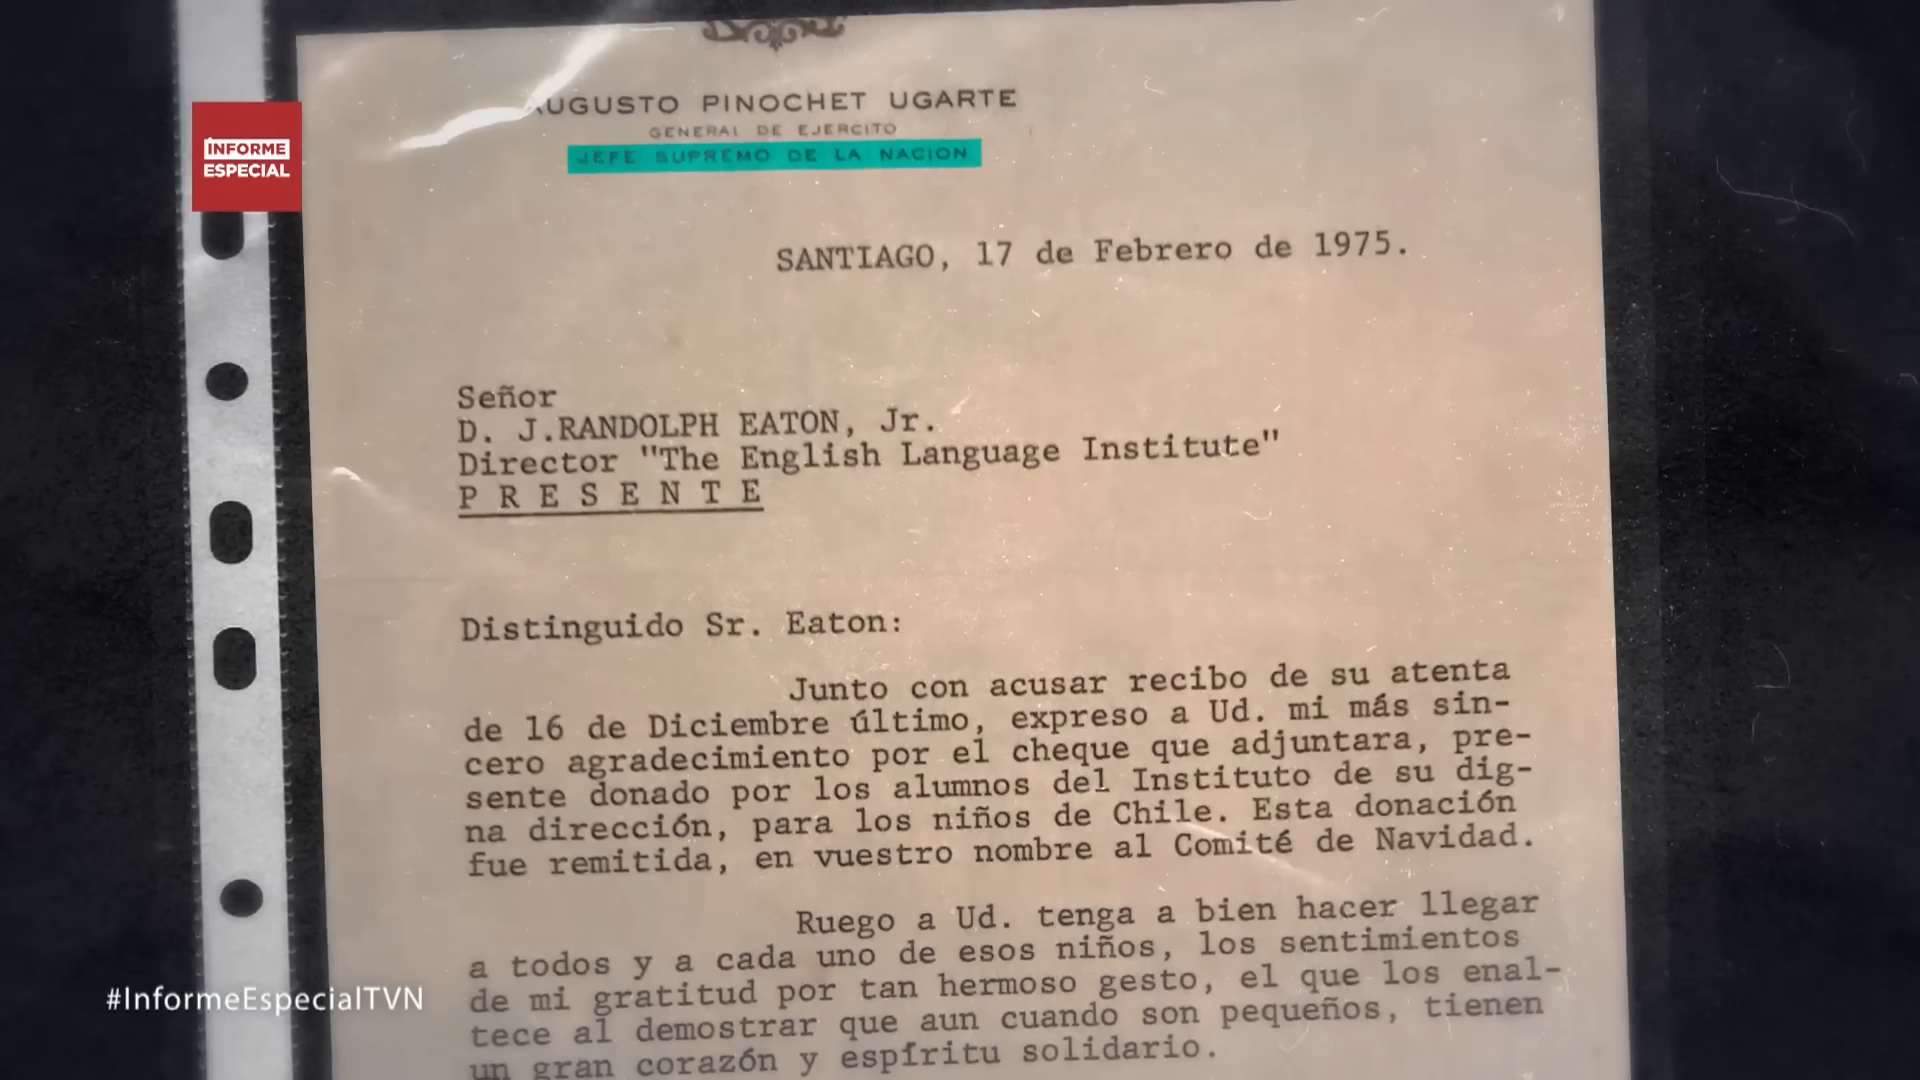 AUGUSTO PINOCHET UGARTE
GENERAL DE EJERCITO
JEFE SUPREMO DE LA NACION
INFORME
ESPECIAL
SANTIAGO, 17 de Febrero de 1975.
Señor
D. J.RANDOLPH EATON, Jr.
Director "The English Language Institute"
P R E S E N T E
Distinguido Sr. Eaton:
Junto con acusar recibo de su atenta
de 16 de Diciembre último, expreso a Ud. mi más sin-
cero agradecimiento por el cheque que adjuntara, pre-
sente donado por los alumnos del Instituto de su dig-
na dirección, para los niños de Chile. Esta donación
fue remitida, en vuestro nombre al Comité de Navidad.
Ruego a Ud. tenga a bien hacer llegar
a todos y a cada uno de esos niños, los sentimientos
de mi gratitud por tan hermoso gesto, el que los enal-
tece al demostrar que aun cuando son pequeños, tienen
un gran corazón y espíritu solidario.
#InformeEspecialTVN